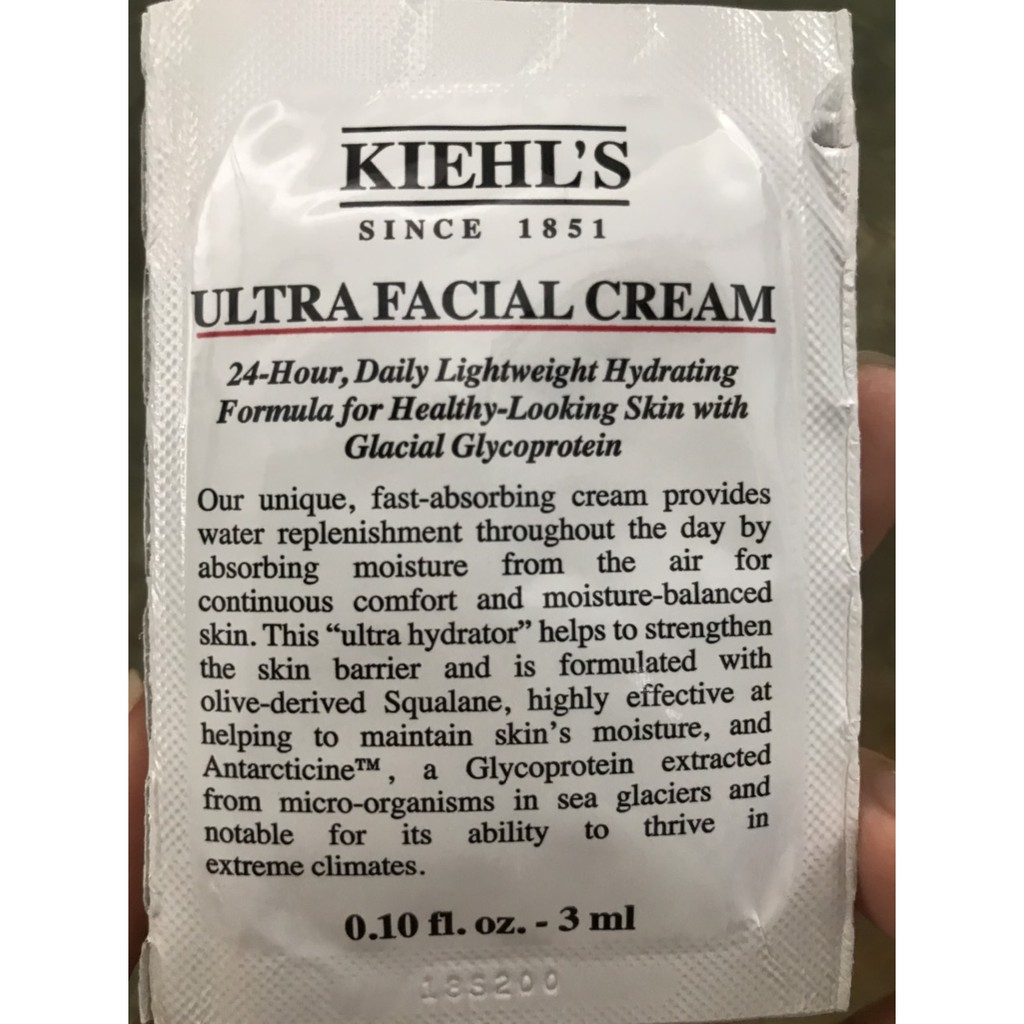 KIEHL'S
SINCE 1851
ULTRA FACIAL CREAM
24-Hour, Daily Lightweight Hydrating
Formula for Healthy-Looking Skin with
Glacial Glycoprotein
Our unique, fast-absorbing cream provides
water replenishment throughout the day by
absorbing moisture from the air for
continuous comfort and moisture-balanced
skin. This “ultra hydrator” helps to strengthen
the skin barrier and is formulated with
olive-derived Squalane, highly effective at
helping to maintain skin's moisture, and
Antarcticine™, a Glycoprotein extracted
from micro-organisms in sea glaciers and
notable for its ability to thrive in
extreme climates.
0.10 fl. oz. - 3 ml
18S200